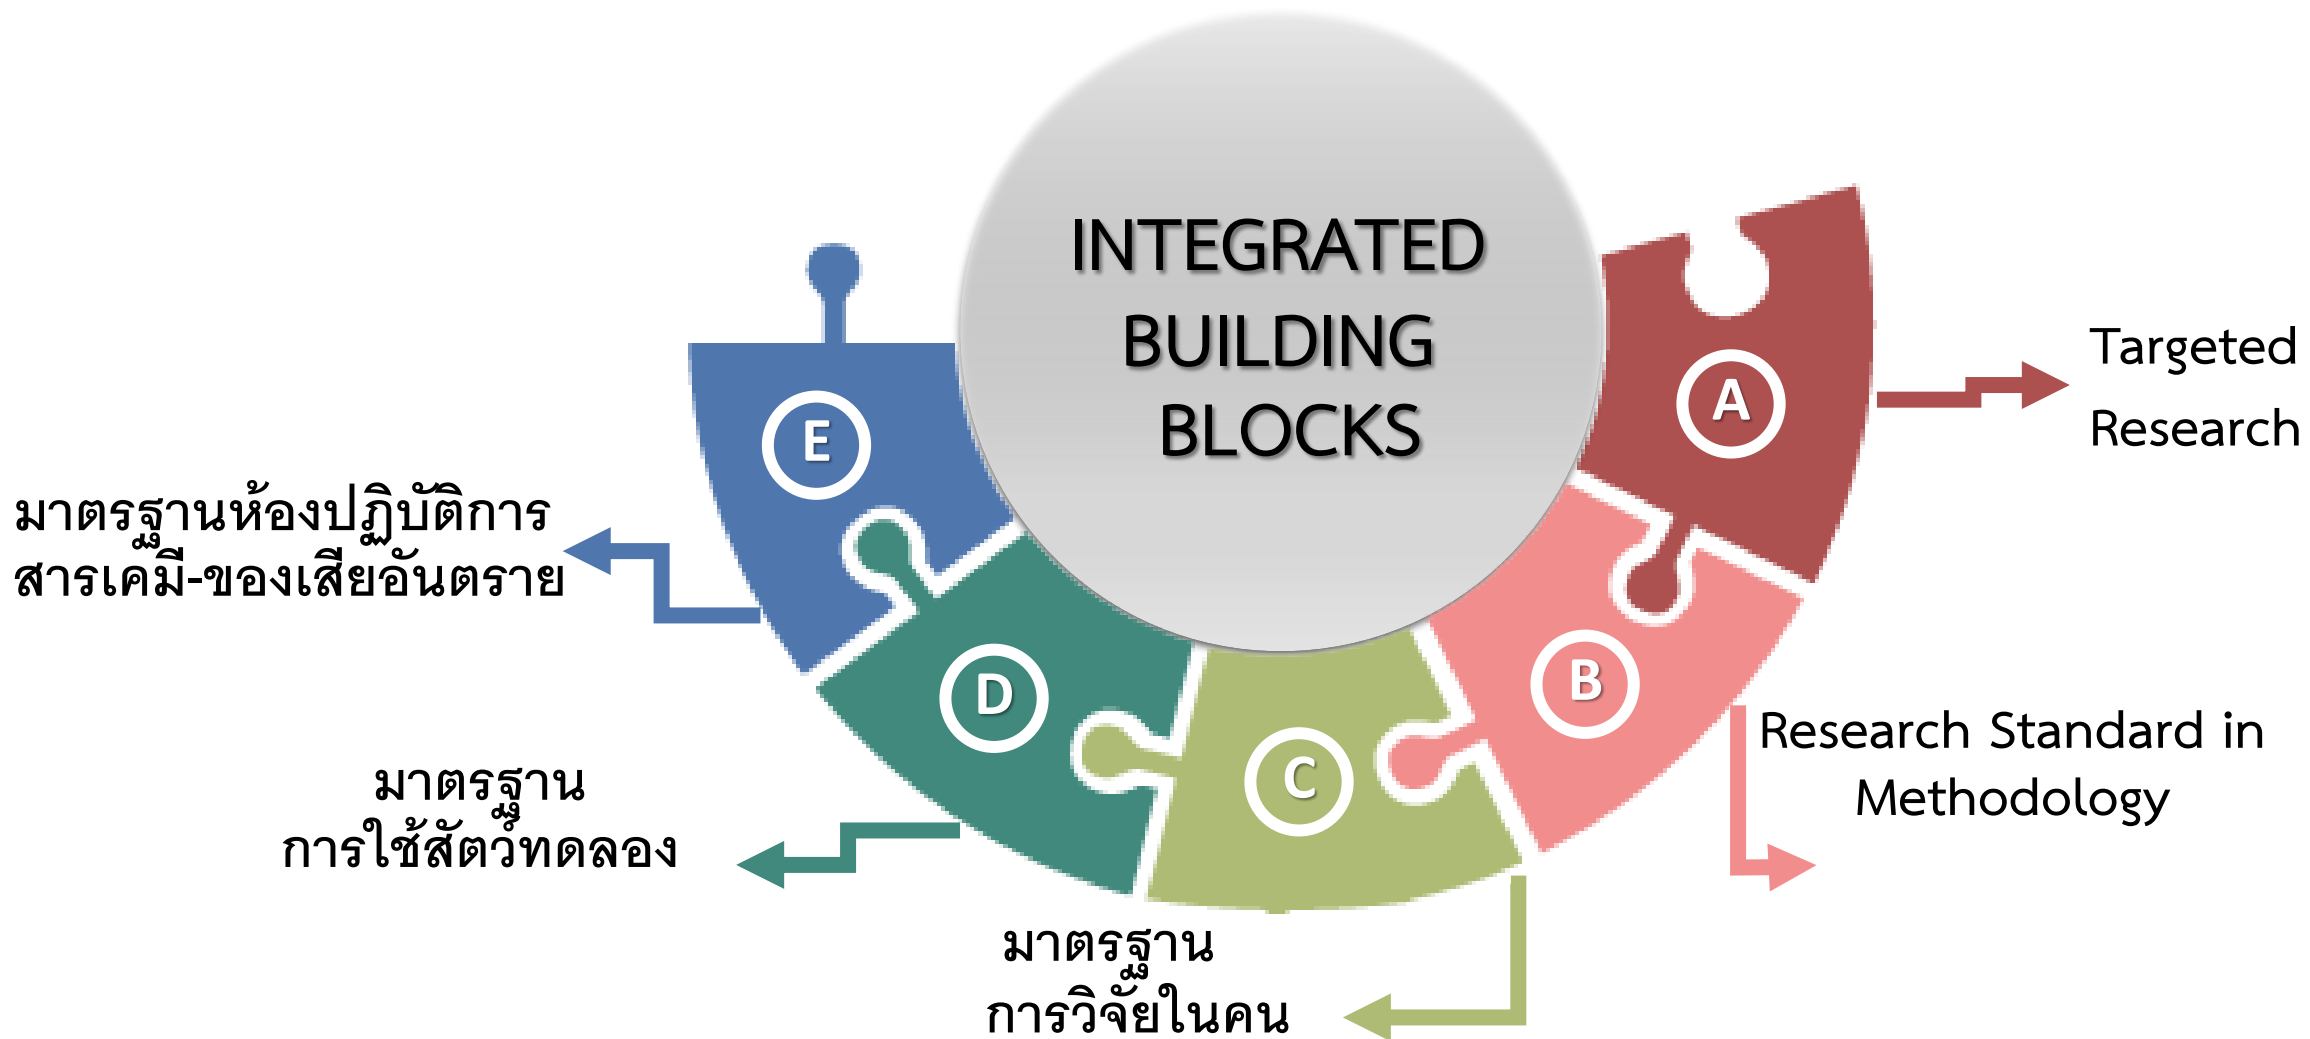 INTEGRATED
BUILDING
BLOCKS
A
Targeted
Research
B
Research Standard in
Methodology
C
มาตรฐาน
การวิจัยในคน
D
มาตรฐาน
การใช้สัตว์ทดลอง
E
มาตรฐานห้องปฏิบัติการ
สารเคมี-ของเสียอันตราย